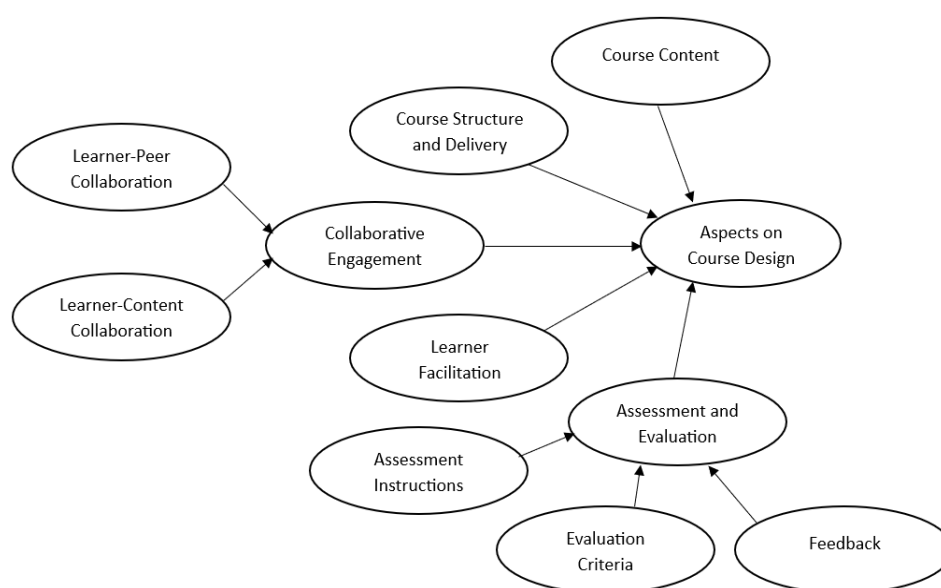 Course Content
Course Structure
and Delivery
Learner-Peer
Collaboration
Collaborative
Engagement
Aspects on
Course Design
Learner-Content
Collaboration
Learner
Facilitation
Assessment and
Evaluation
Assessment
Instructions
Evaluation
Criteria
Feedback